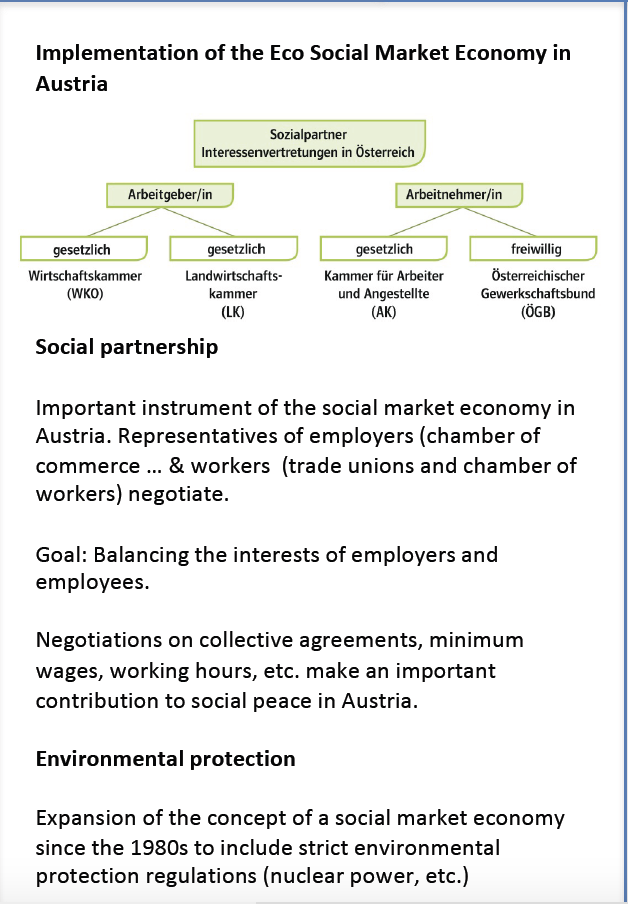 Implementation of the Eco Social Market Economy in
Austria
Sozialpartner
Interessenvertretungen in Österreich
Arbeitgeber/in
Arbeitnehmer/in
gesetzlich
gesetzlich
gesetzlich
freiwillig
Wirtschaftskammer
(WKO)
Landwirtschafts-
kammer
(LK)
Kammer für Arbeiter
und Angestellte
(AK)
Österreichischer
Gewerkschaftsbund
(ÖGB)
Social partnership
Important instrument of the social market economy in
Austria. Representatives of employers (chamber of
commerce ... & workers  (trade unions and chamber of
workers) negotiate.
Goal: Balancing the interests of employers and
employees.
Negotiations on collective agreements, minimum
wages, working hours, etc. make an important
contribution to social peace in Austria.
Environmental protection
Expansion of the concept of a social market economy
since the 1980s to include strict environmental
protection regulations (nuclear power, etc.)